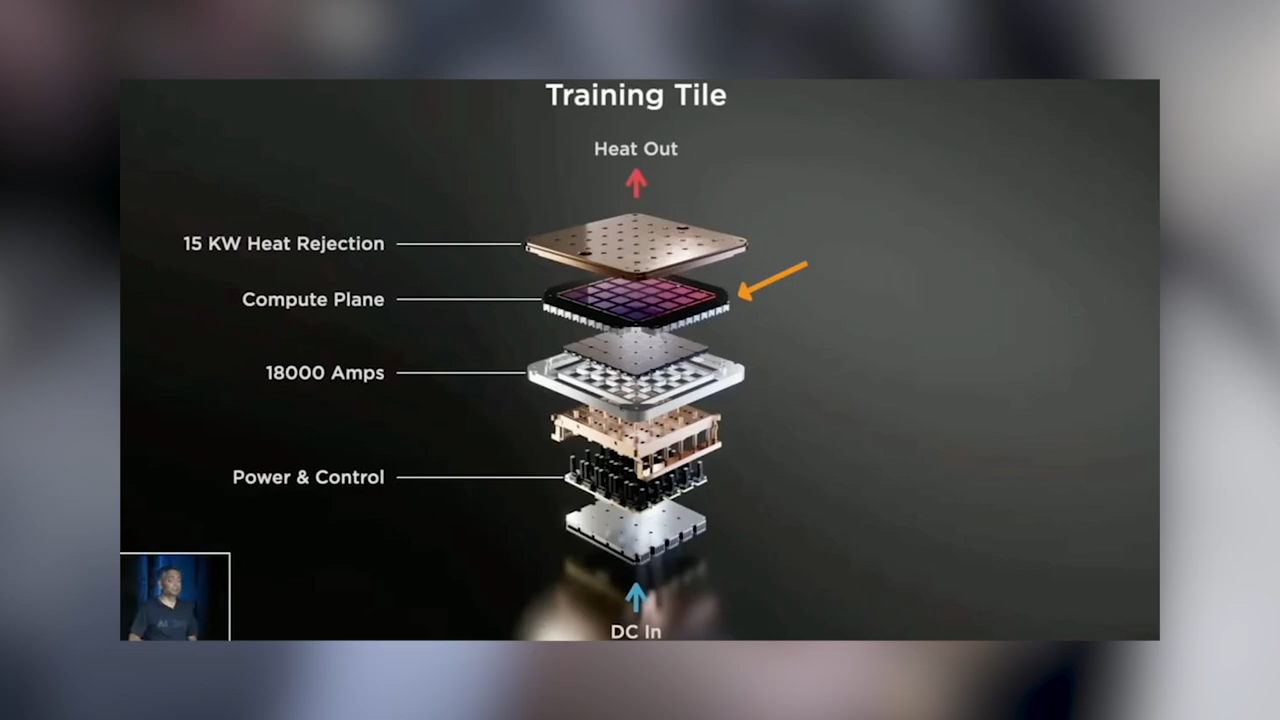 Training Tile
Heat Out
15 KW Heat Rejection
Compute Plane
18000 Amps
Power & Control
DC In